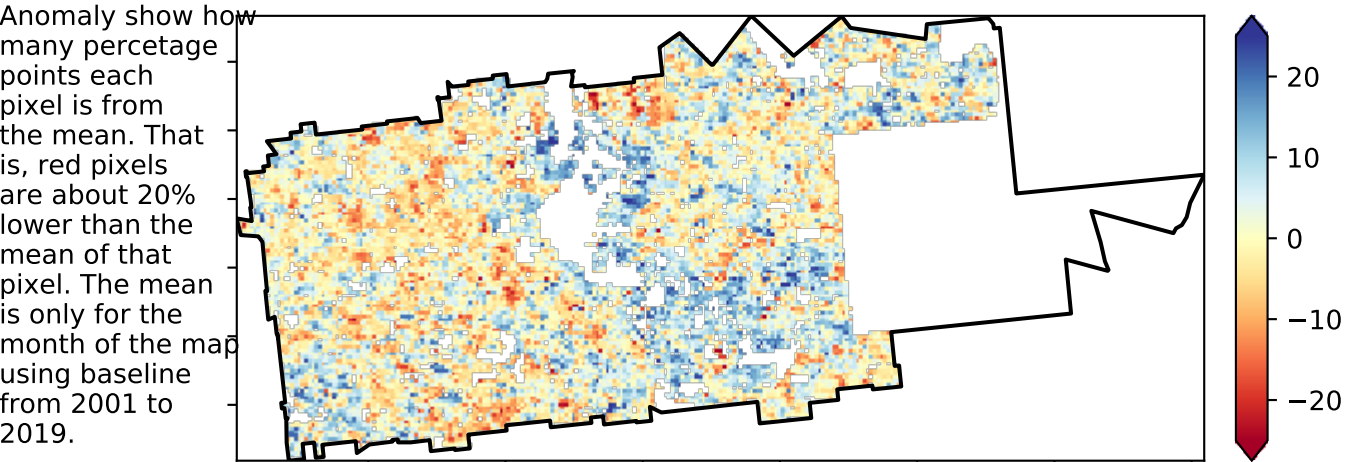 Anomaly show how
many percetage
points each
pixel is from
the mean. That
is, red pixels
are about 20%
lower than the
mean of that
pixel. The mean
is only for the
month of the map
using baseline
from 2001 to
2019.
20
10
0
−10
−20